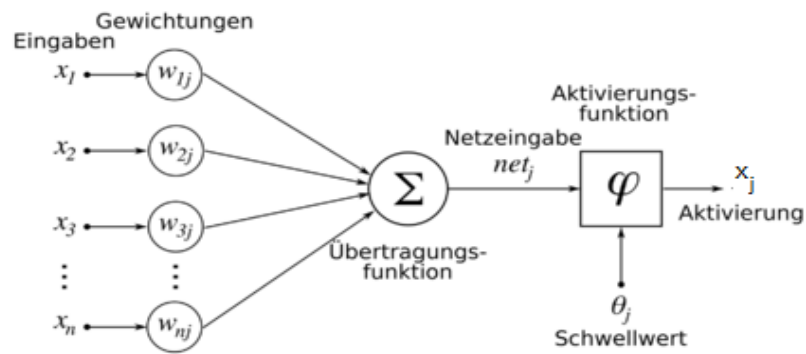 Gewichtungen
Eingaben
x1
w1j
x2
w2j
x3
w3j
xn
wnj
Σ
Übertragungs-
funktion
Netzeingabe
netj
Aktivierungs-
funktion
φ
xj
Aktivierung
θj
Schwellwert